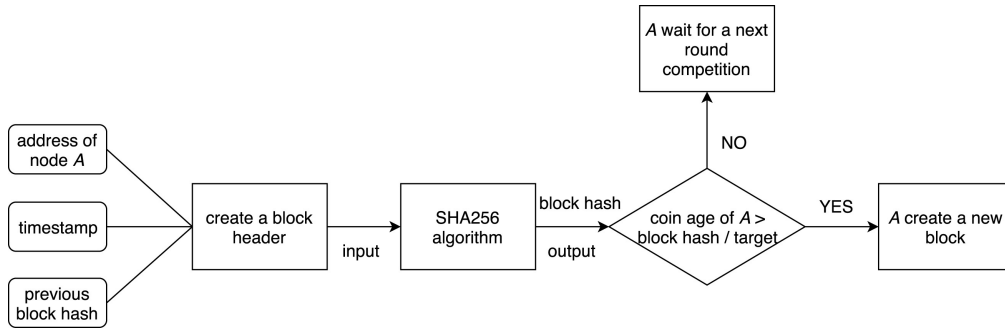 A wait for a next
round
competition
address of
node A
NO
timestamp
create a block
header
input
SHA256
algorithm
block hash
output
coin age of A >
block hash / target
YES
A create a new
block
previous
block hash